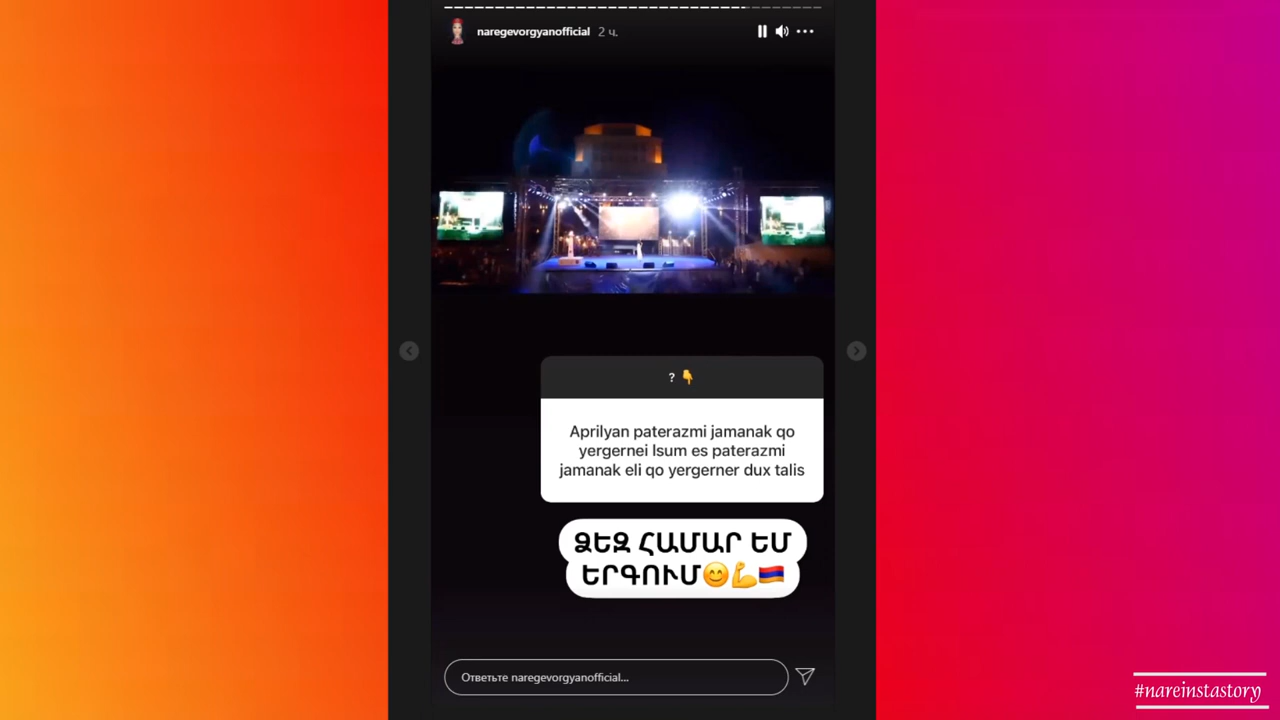 naregevorgyanofficial 2 ч.
? 👇
Aprilyan paterazmi jamanak qo
yergernei lsum es paterazmi
jamanak eli qo yergerner dux talis
ՁԵԶ ՀԱՄԱՐ ԵՄ
ԵՐԳՈՒՄ😊💪🇦🇲
Ответьте naregevorgyanofficial...
#nareinstastory